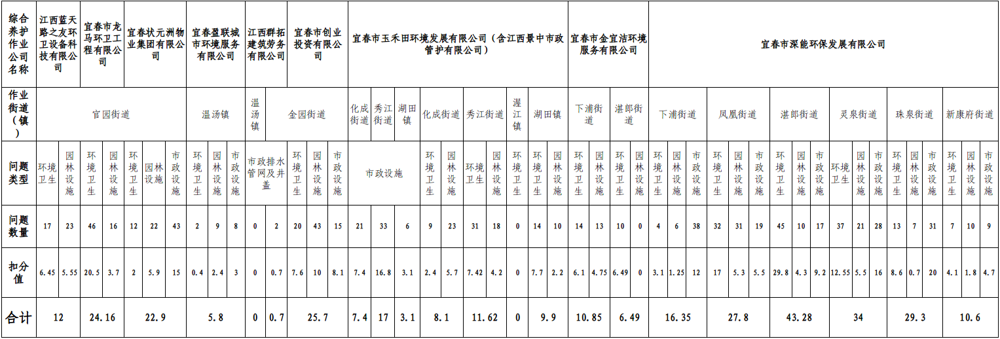 综合养护作业公司名称 江西蓝天路之友环卫设备科技有限公司 宜春市龙马环卫工程有限公司 宜春状元洲物业集团有限公司 宜春盈联城市环境服务有限公司 江西群拓建筑劳务有限公司 宜春市创业投资有限公司 宜春市玉禾田环境发展有限公司（含江西景中市政管护有限公司） 宜春市金宜洁环境服务有限公司 宜春市深能环保发展有限公司
作业街道（镇） 官园街道 温汤镇 温汤镇 金园街道 化成街道 秀江街道 湖田镇 化成街道 秀江街道 渥江镇 湖田镇 下浦街道 湛郎街道 下浦街道 凤凰街道 湛郎街道 灵泉街道 珠泉街道 新康府街道
问题类型 环境卫生 园林设施 环境卫生 园林设施 环境卫生 园林设施 市政设施 环境卫生 园林设施 市政设施 市政排水管网及井盖 环境卫生 园林设施 市政设施 市政设施 环境卫生 园林设施 环境卫生 园林设施 环境卫生 环境卫生 园林设施 环境卫生 园林设施 环境卫生 园林设施 环境卫生 园林设施 市政设施 环境卫生 园林设施 市政设施 环境卫生 园林设施 市政设施 环境卫生 园林设施 市政设施 环境卫生 园林设施 市政设施 环境卫生 园林设施 市政设施
问题数量 17 23 46 16 12 22 43 2 9 8 0 2 20 43 15 21 33 6 9 23 31 18 0 14 10 14 13 10 0 4 6 38 32 31 19 45 10 17 37 21 28 13 7 31 7 10 9
扣分值 6.45 5.55 20.5 3.7 2 5.9 15 0.4 2.4 3 0 0.7 7.6 10 8.1 7.4 16.8 3.1 2.4 5.7 7.42 4.2 0 7.7 2.2 6.1 4.75 6.49 0 3.1 1.25 12 17 5.3 5.5 29.8 4.3 9.2 12.55 5.5 16 8.6 0.7 20 4.1 1.8 4.7
合计 12 24.16 22.9 5.8 0 0.7 25.7 7.4 17 3.1 8.1 11.62 0 9.9 10.85 6.49 16.35 27.8 43.28 34 29.3 10.6